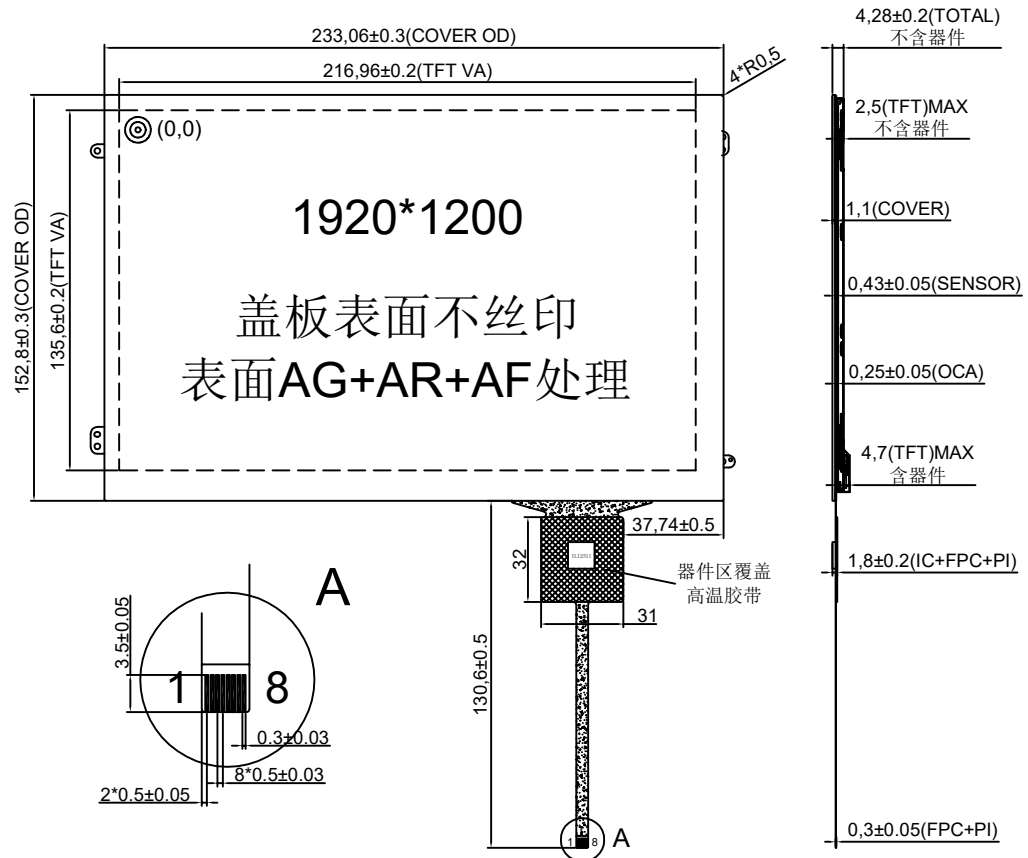 233,06±0.3(COVER OD)
216,96±0.2(TFT VA)
4*R0,5
152,8±0.3(COVER OD)
135,6±0.2(TFT VA)
(0,0)
1920*1200
盖板表面不丝印
表面AG+AR+AF处理
4,28±0.2(TOTAL)
不含器件
2,5(TFT)MAX
不含器件
1,1(COVER)
0,43±0.05(SENSOR)
0,25±0.05(OCA)
4,7(TFT)MAX
含器件
1,8±0.2(IC+FPC+PI)
0,3±0.05(FPC+PI)
37,74±0.5
32
31
器件区覆盖
高温胶带
130,6±0.5
1
8
A
A
3.5±0.05
1
8
0.3±0.03
8*0.5±0.03
2*0.5±0.05